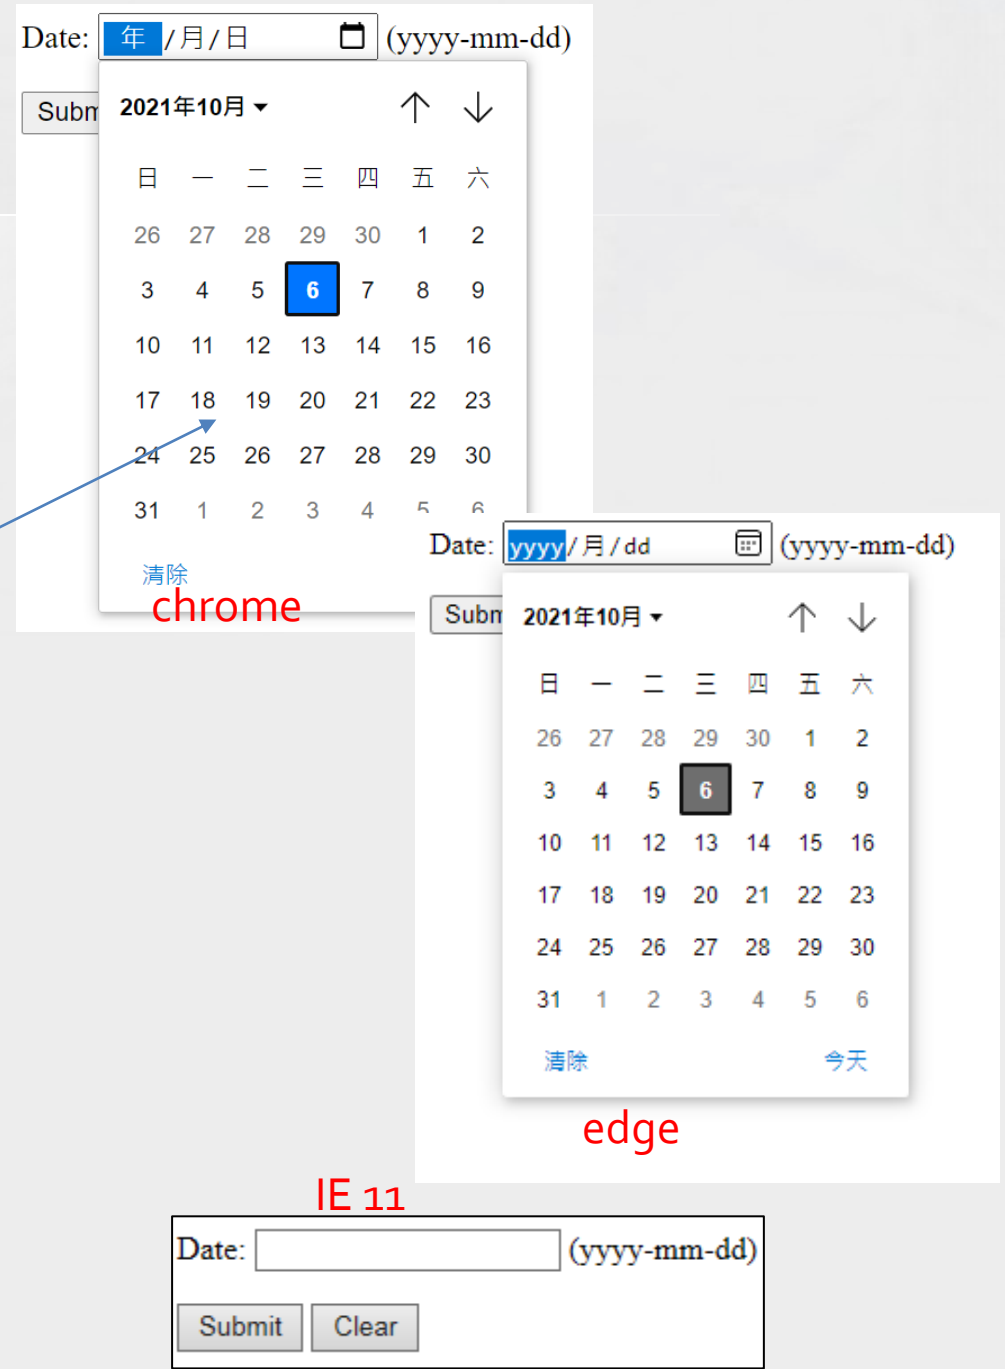 Date: 年 /月/日 (yyyy-mm-dd)
Subm
2021年10月
日 一 二 三 四 五 六
26 27 28 29 30 1 2
3 4 5 6 7 8 9
10 11 12 13 14 15 16
17 18 19 20 21 22 23
24 25 26 27 28 29 30
31 1 2 3 4 5 6
清除
chrome
Date: yyyy/月/dd (yyyy-mm-dd)
Subm
2021年10月
日 一 二 三 四 五 六
26 27 28 29 30 1 2
3 4 5 6 7 8 9
10 11 12 13 14 15 16
17 18 19 20 21 22 23
24 25 26 27 28 29 30
31 1 2 3 4 5 6
清除 今天
edge
IE 11
Date: (yyyy-mm-dd)
Submit Clear